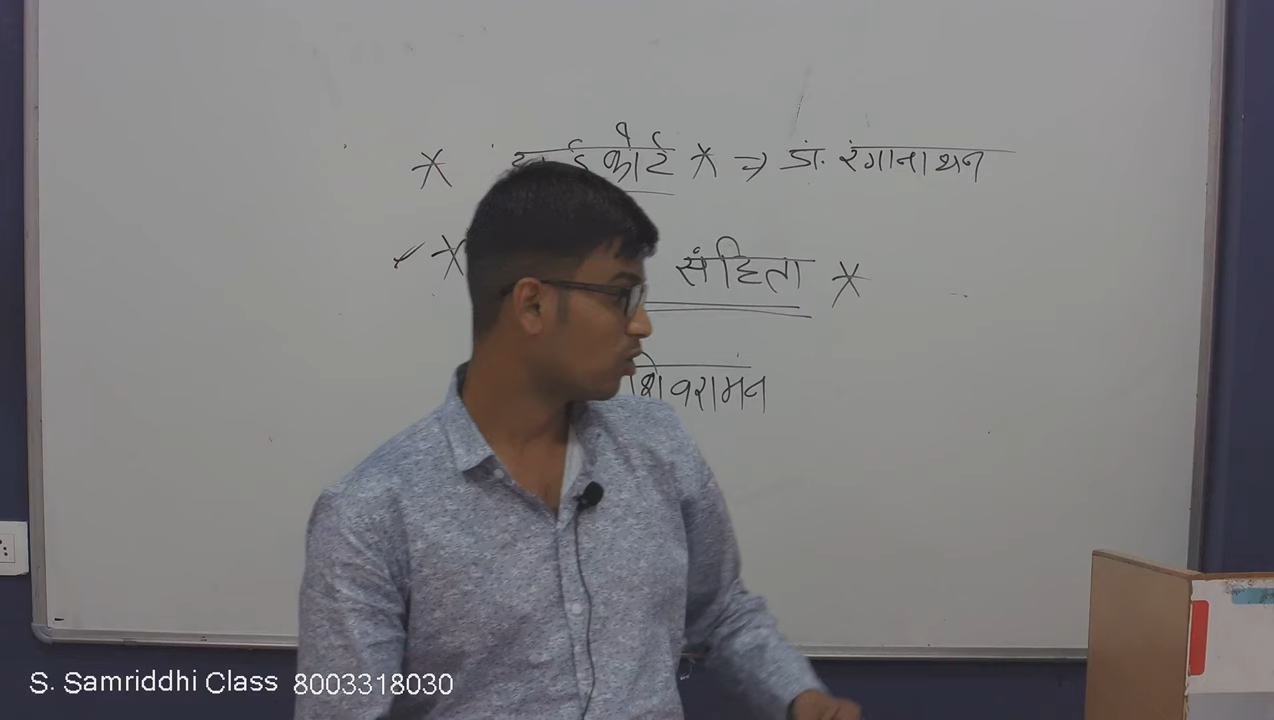 * * ⇒ डॉ. रंगानाथन
* संहिता *
शिवरामन
S. Samriddhi Class 8003318030